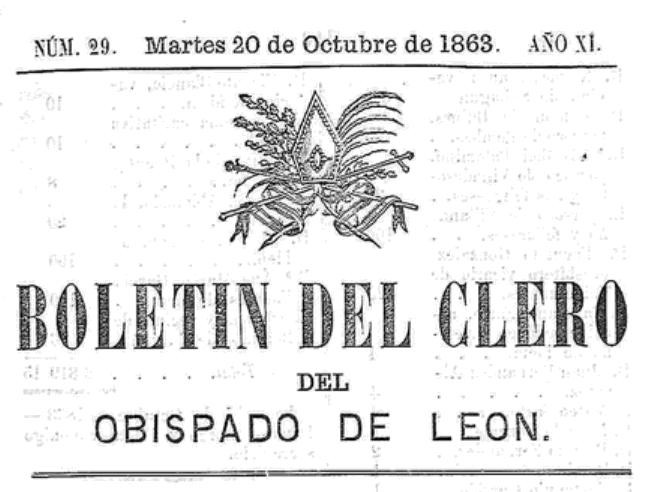 NÚM. 29. Martes 20 de Octubre de 1863. AÑO XI.
BOLETIN DEL CLERO
DEL
OBISPADO DE LEON.